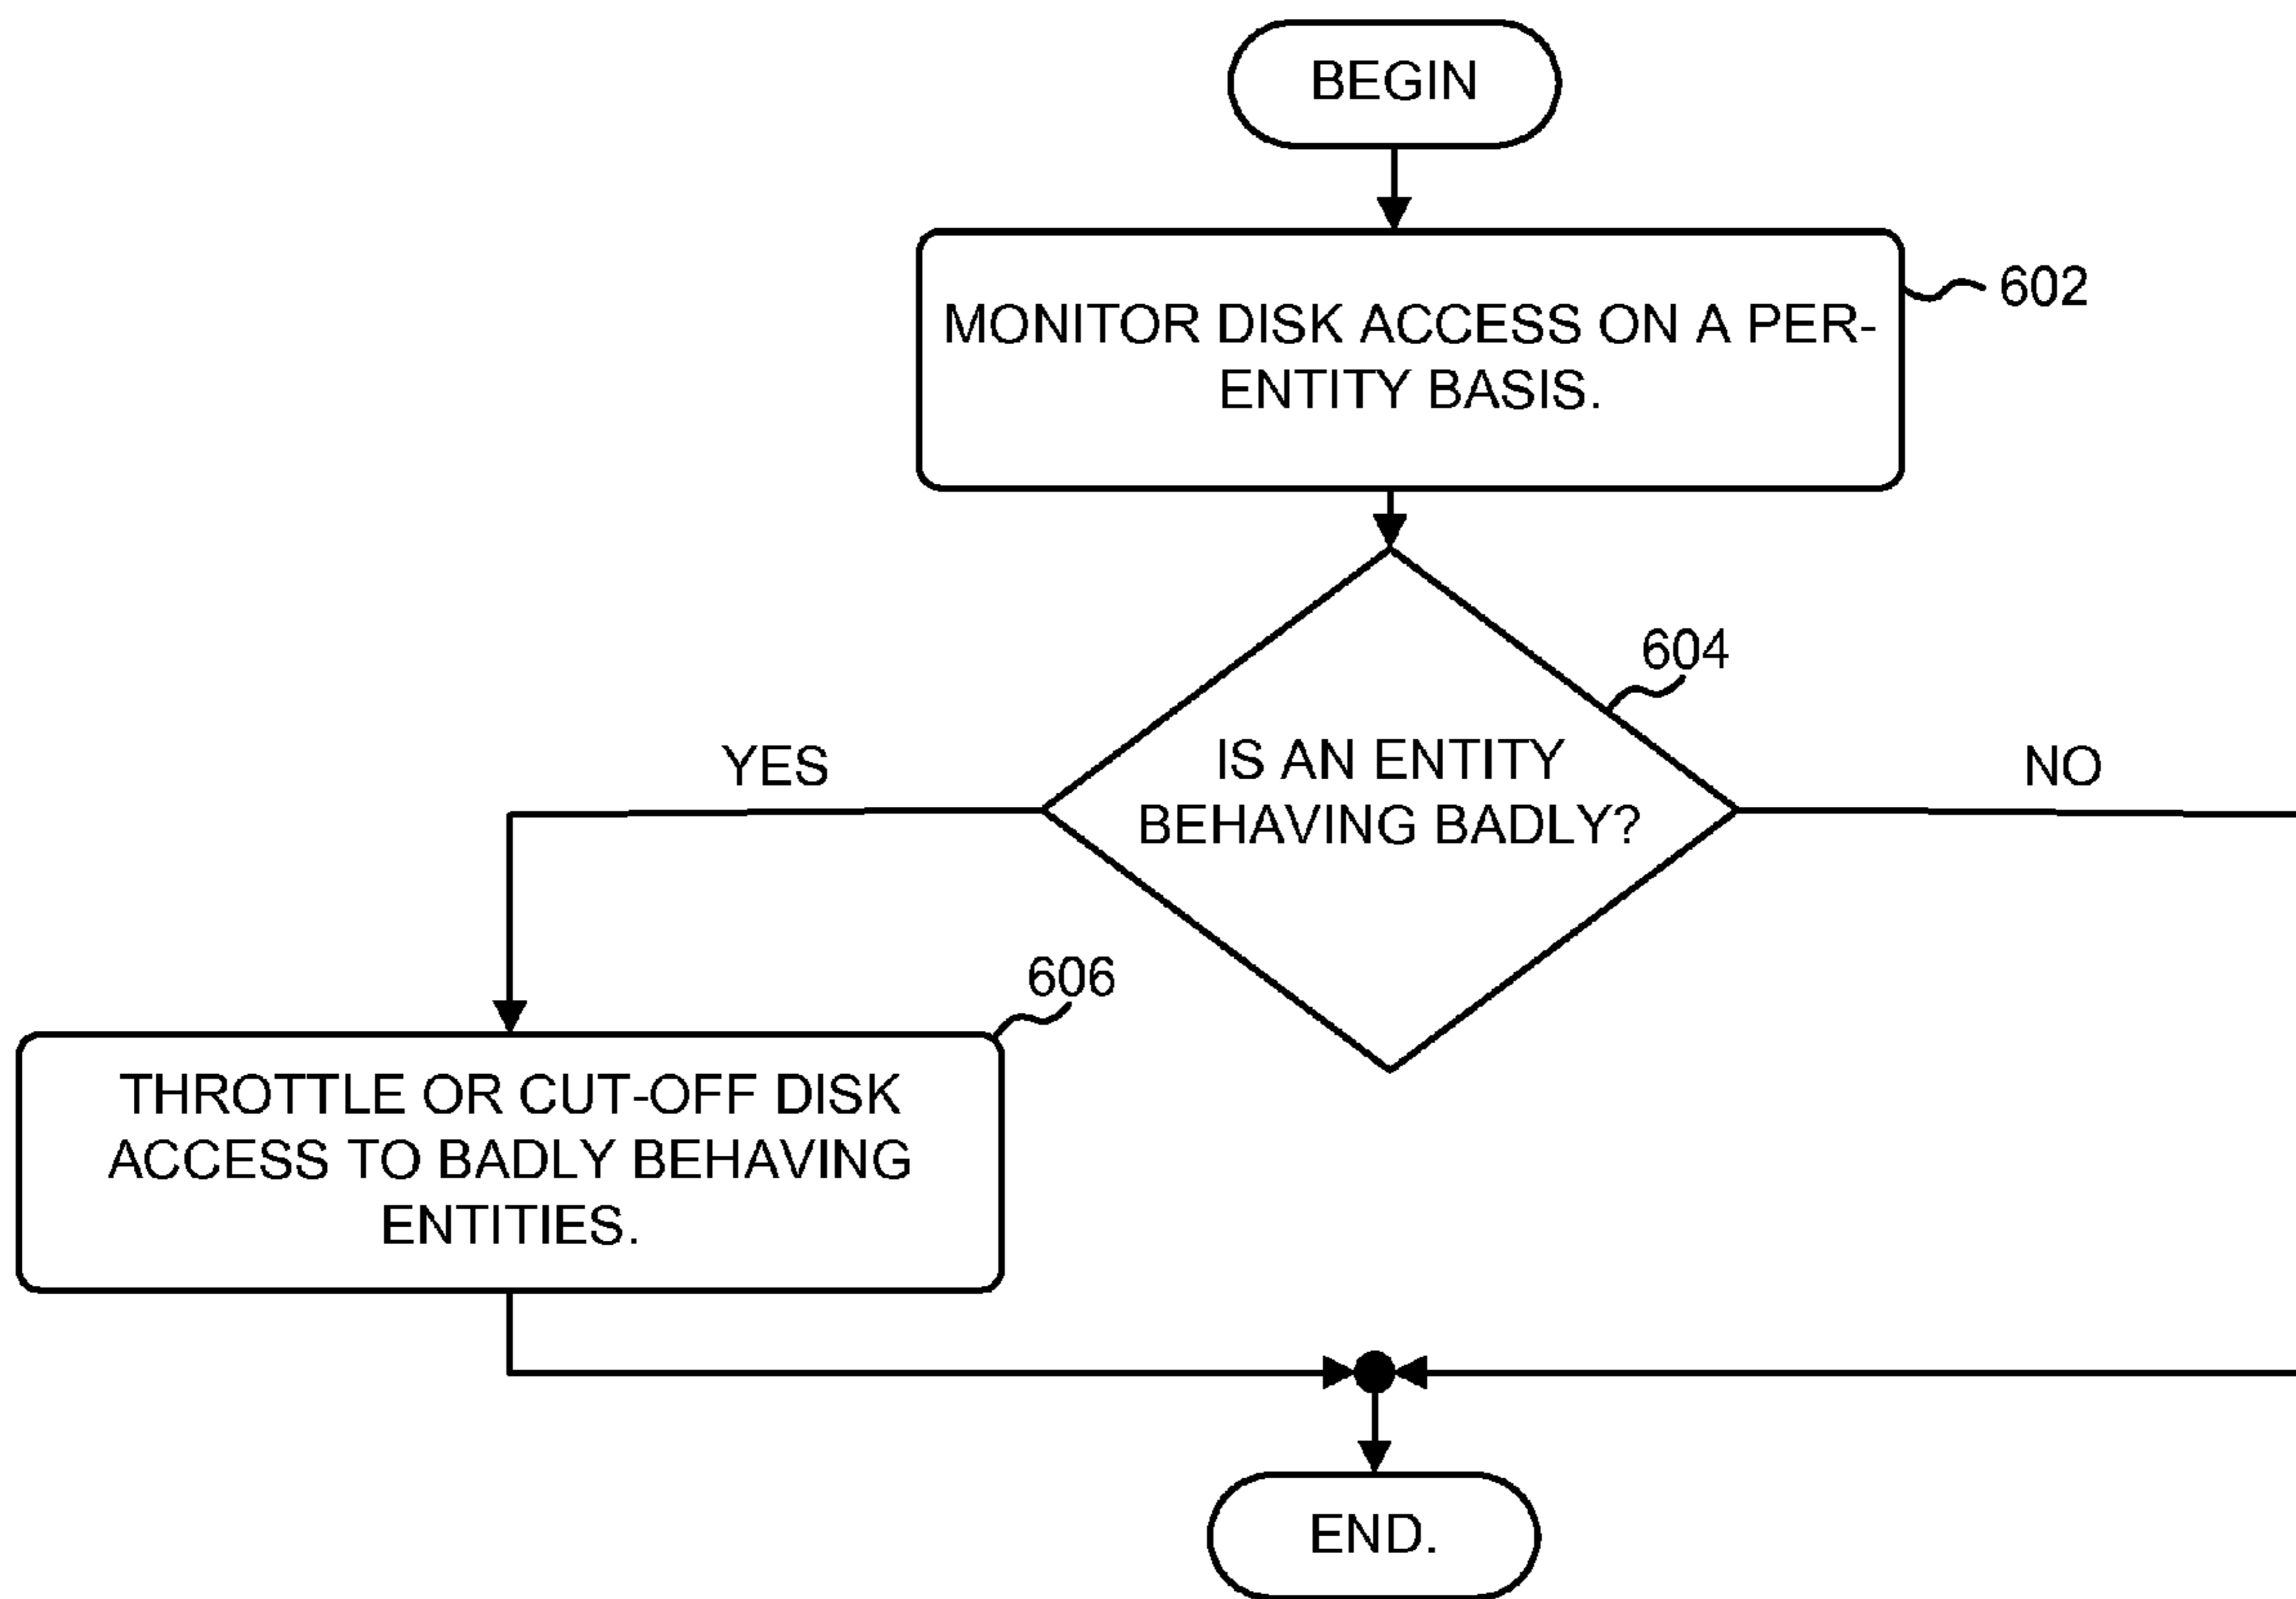 BEGIN
MONITOR DISK ACCESS ON A PER-
ENTITY BASIS.
602
604
IS AN ENTITY
BEHAVING BADLY?
YES
NO
606
THROTTLE OR CUT-OFF DISK
ACCESS TO BADLY BEHAVING
ENTITIES.
END.